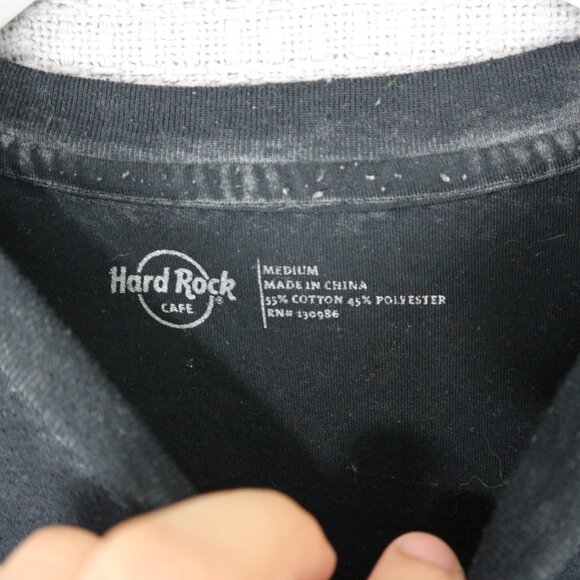 Hard Rock
CAFE
®
MEDIUM
MADE IN CHINA
55% COTTON 45% POLYESTER
RN# 130986